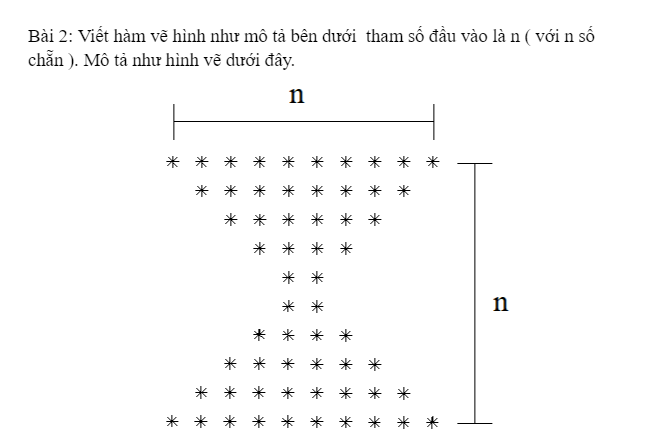 Bài 2: Viết hàm vẽ hình như mô tả bên dưới  tham số đầu vào là n ( với n số
chẵn ). Mô tả như hình vẽ dưới đây.
n
* * * * * * * * * *
* * * * * * * *
* * * * * *
* * * *
* *
* *
n
* * * *
* * * * * *
* * * * * * * *
* * * * * * * * * *